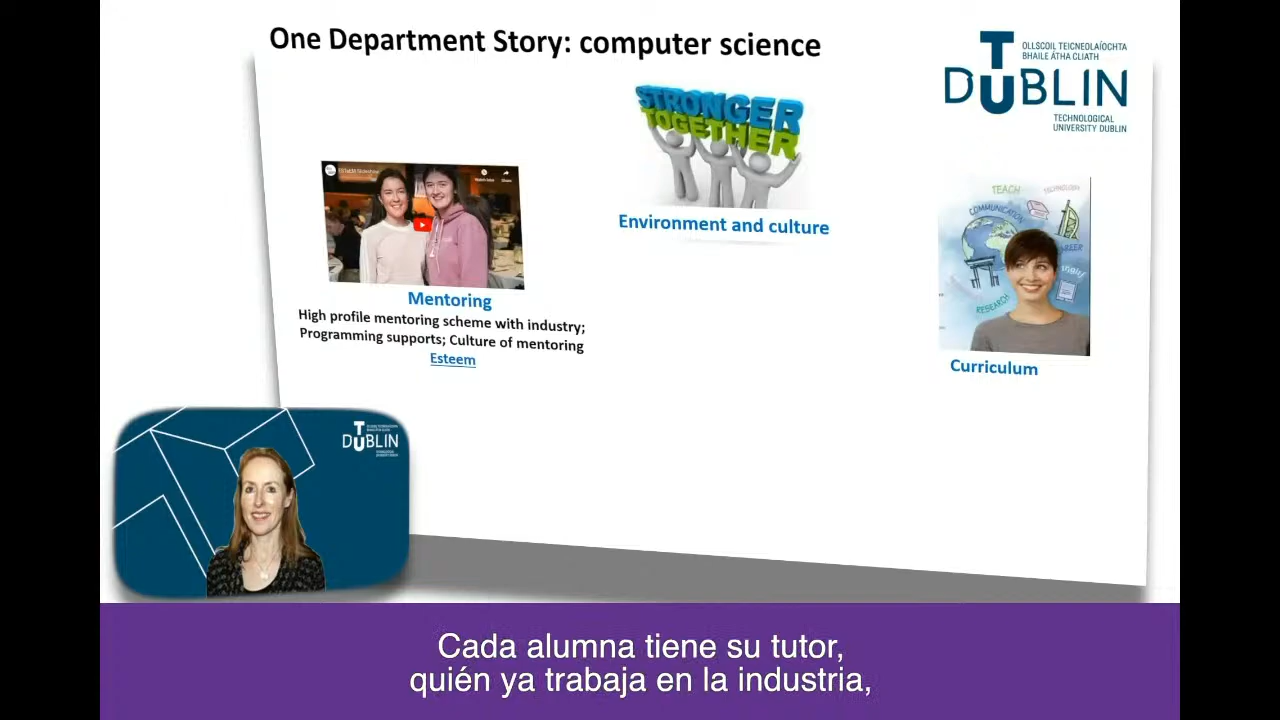 One Department Story: computer science
T
DUBLIN
OLLSCOIL TEICNEOLAÍOCHTA
BHAILE ÁTHA CLIATH
TECHNOLOGICAL
UNIVERSITY DUBLIN
STRONGER
TOGETHER
Environment and culture
Mentoring
High profile mentoring scheme with industry;
Programming supports; Culture of mentoring
Esteem
TEACH
TECHNOLOGY
COMMUNICATION
CAREER
RESEARCH
Curriculum
T
DUBLIN
Cada alumna tiene su tutor,
quién ya trabaja en la industria,